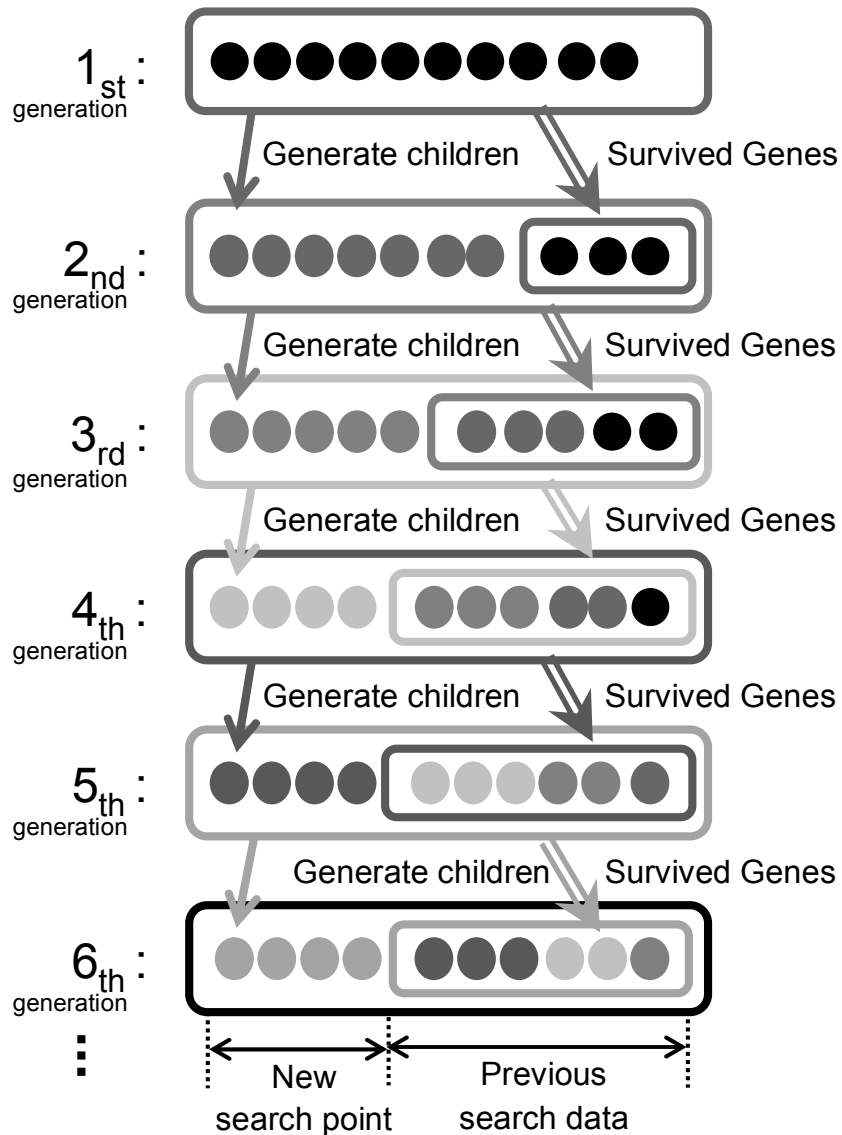 1st :
generation
Generate children
Survived Genes
2nd :
generation
Generate children
Survived Genes
3rd :
generation
Generate children
Survived Genes
4th :
generation
Generate children
Survived Genes
5th :
generation
Generate children
Survived Genes
6th :
generation
⋮
New
search point
Previous
search data